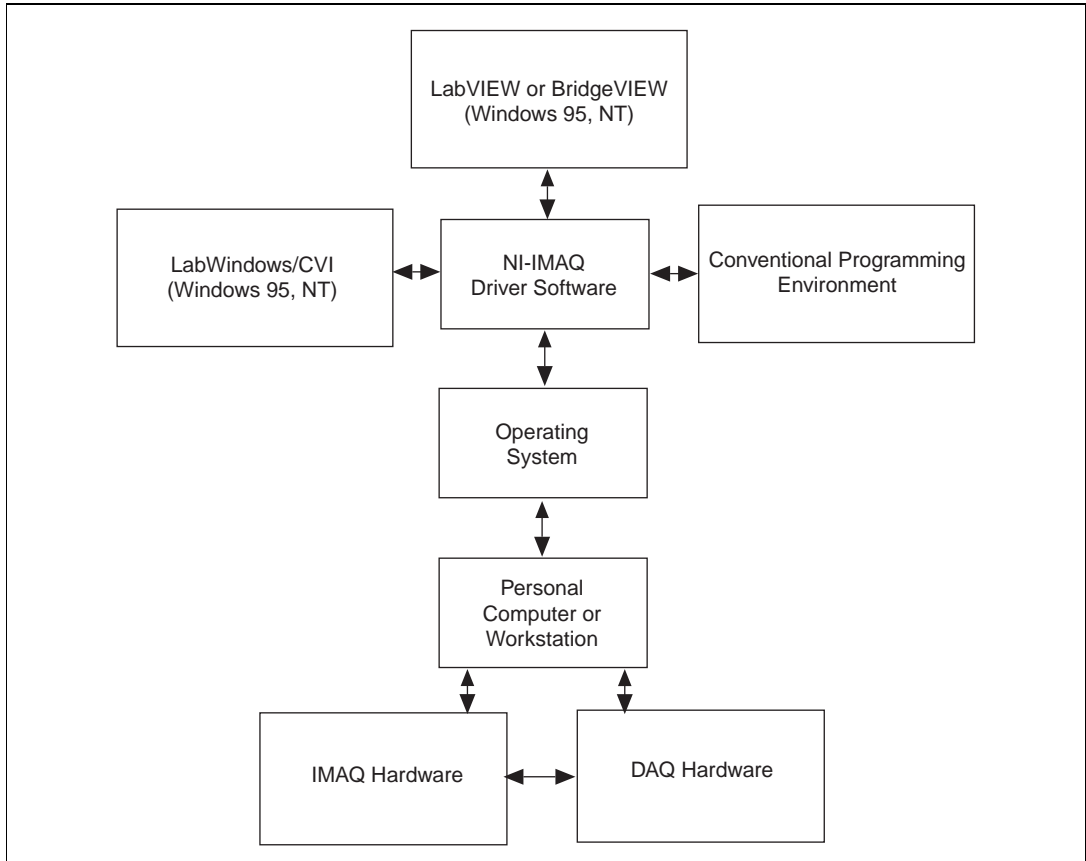 LabVIEW or BridgeVIEW
(Windows 95, NT)
LabWindows/CVI
(Windows 95, NT)
NI-IMAQ
Driver Software
Conventional Programming
Environment
Operating
System
Personal
Computer or
Workstation
IMAQ Hardware
DAQ Hardware